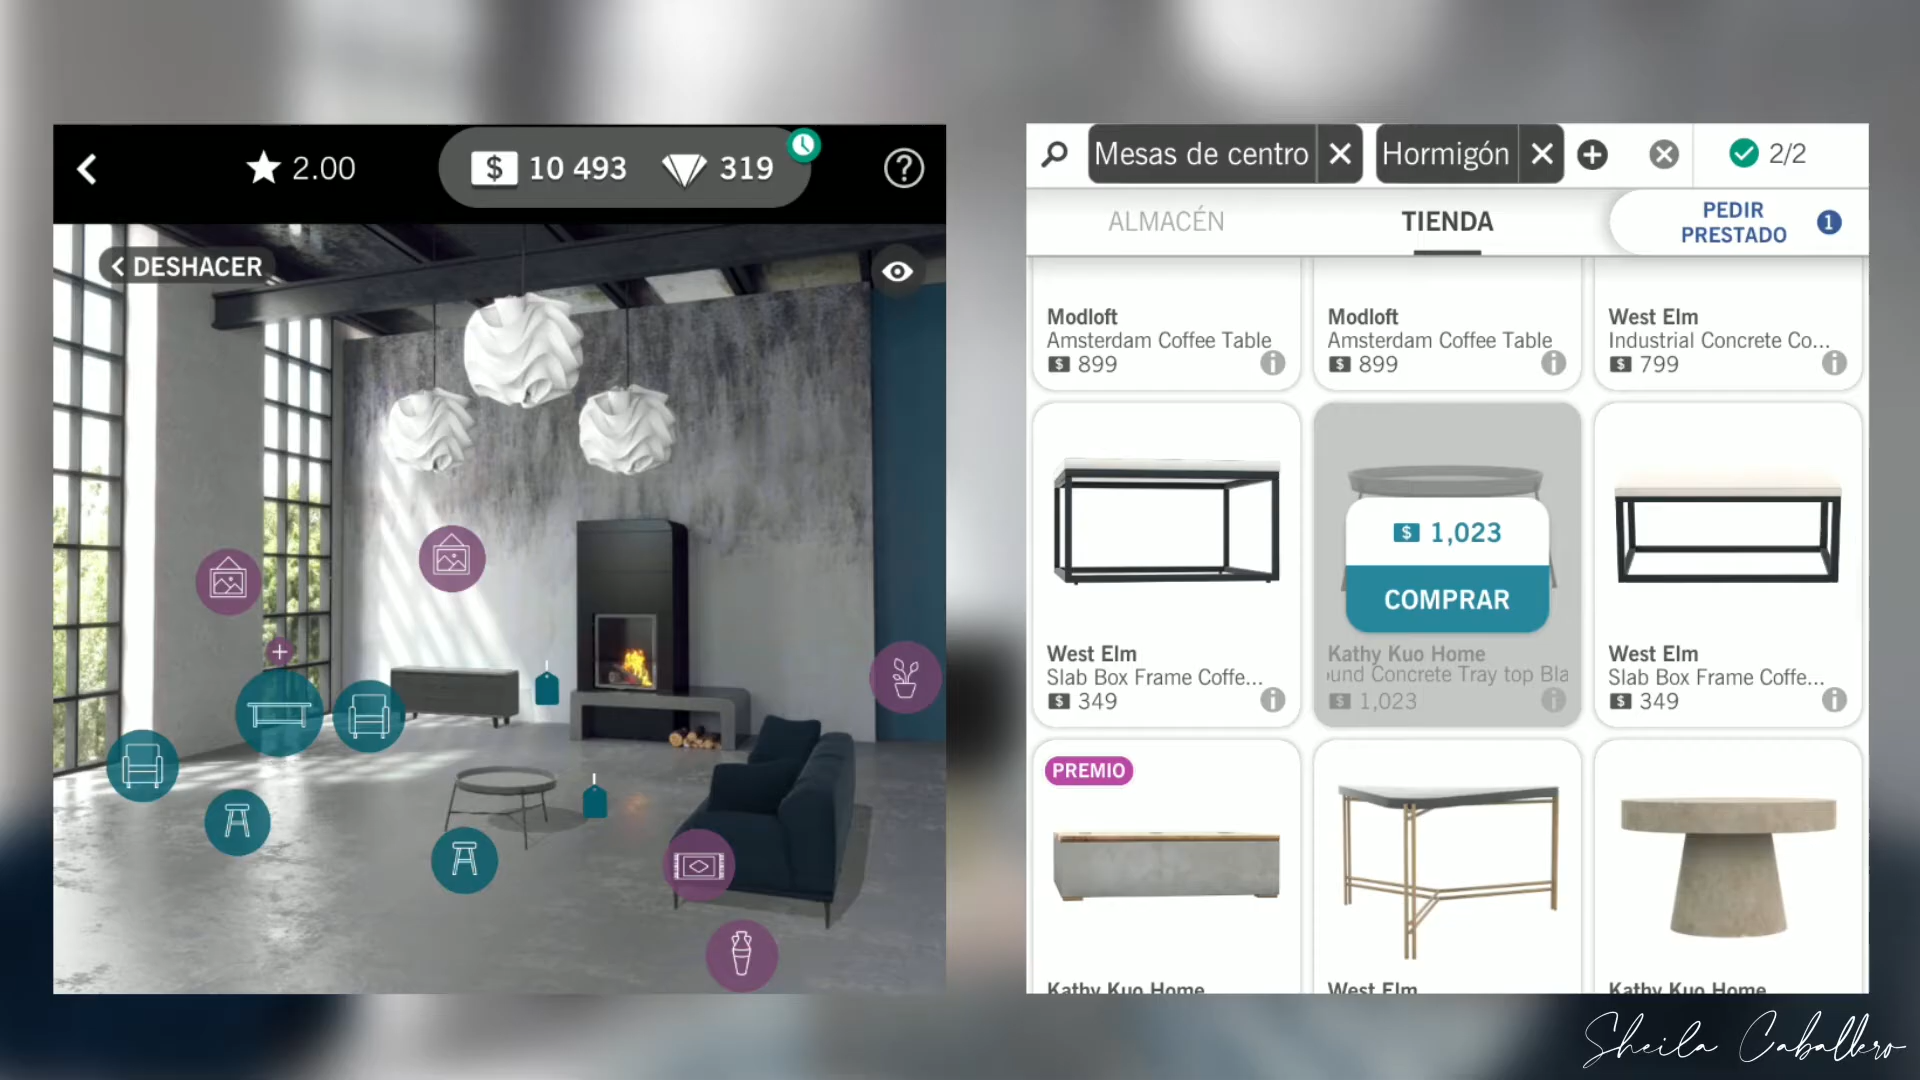 2.00
$ 10 493
319
?
< DESHACER
Mesas de centro
Hormigón
2/2
ALMACÉN
TIENDA
PEDIR
PRESTADO
1
Modloft
Amsterdam Coffee Table
$ 899
Modloft
Amsterdam Coffee Table
$ 899
West Elm
Industrial Concrete Co...
$ 799
West Elm
Slab Box Frame Coffe...
$ 349
$ 1,023
COMPRAR
Kathy Kuo Home
und Concrete Tray top Bla
$ 1,023
West Elm
Slab Box Frame Coffe...
$ 349
PREMIO
Kathy Kuo Home
West Elm
Kathy Kuo Home
Sheila Caballero